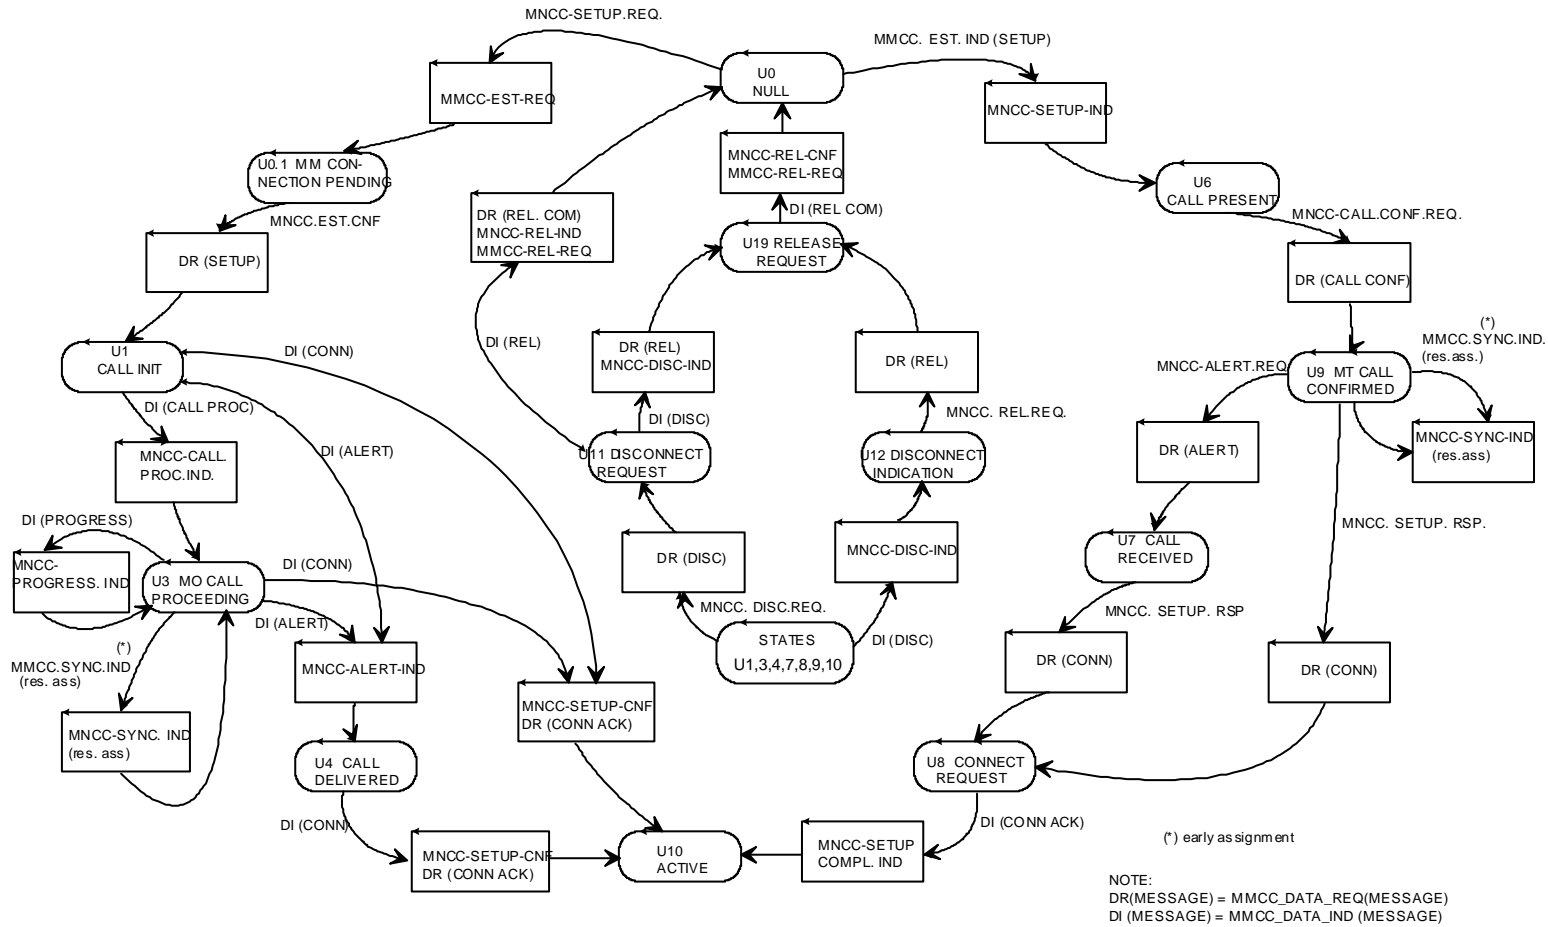 MNCC-SETUP.REQ.
MMCC. EST. IND (SETUP)
U0
NULL
MMCC-EST-REQ
MNCC-SETUP-IND
MNCC-REL-CNF
MMCC-REL-REQ
U0.1 MM CON-
NECTION PENDING
U6
CALL PRESENT
MNCC.EST.CNF
DR (REL. COM)
MNCC-REL-IND
MMCC-REL-REQ
DI (REL COM)
MNCC-CALL.CONF.REQ.
DR (SETUP)
U19 RELEASE
REQUEST
DR (CALL CONF)
(*)
MMCC.SYNC.IND.
(res.ass.)
U1
CALL INIT
DI (CONN)
DI (REL)
DR (REL)
MNCC-DISC-IND
DR (REL)
MNCC-ALERT.REQ
U9 MT CALL
CONFIRMED
DI (CALL PROC)
DI (DISC)
MNCC. REL.REQ.
MNCC-CALL.
PROC.IND.
DI (ALERT)
U11 DISCONNECT
REQUEST
U12 DISCONNECT
INDICATION
DR (ALERT)
MNCC-SYNC-IND
(res.ass)
DI (PROGRESS)
MNCC. SETUP. RSP.
MNCC-
PROGRESS. IND
U3 MO CALL
PROCEEDING
DI (CONN)
DR (DISC)
MNCC-DISC-IND
U7 CALL
RECEIVED
DI (ALERT)
MNCC. DISC.REQ.
MNCC. SETUP. RSP
(*)
MMCC.SYNC.IND
(res. ass)
MNCC-ALERT-IND
STATES
U1,3,4,7,8,9,10
DI (DISC)
DR (CONN)
DR (CONN)
MNCC-SYNC. IND
(res. ass)
MNCC-SETUP-CNF
DR (CONN ACK)
U4 CALL
DELIVERED
U8 CONNECT
REQUEST
DI (CONN)
DI (CONN ACK)
(*) early assignment
MNCC-SETUP-CNF
DR (CONN ACK)
U10
ACTIVE
MNCC-SETUP
COMPL. IND
NOTE:
DR(MESSAGE) = MMCC_DATA_REQ(MESSAGE)
DI (MESSAGE) = MMCC_DATA_IND (MESSAGE)